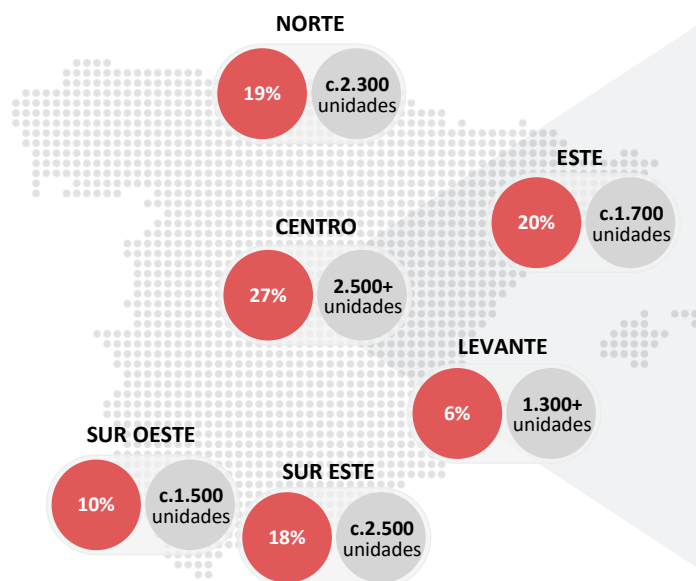 NORTE
19%
c.2.300
unidades
ESTE
20%
c.1.700
unidades
CENTRO
27%
2.500+
unidades
LEVANTE
6%
1.300+
unidades
SUR OESTE
10%
c.1.500
unidades
SUR ESTE
18%
c.2.500
unidades